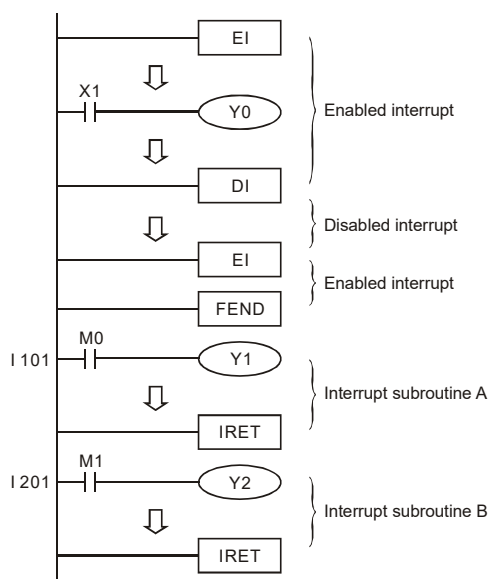 EI
X1
Y0
Enabled interrupt
DI
Disabled interrupt
EI
Enabled interrupt
FEND
M0
I 101
Y1
Interrupt subroutine A
IRET
M1
I 201
Y2
Interrupt subroutine B
IRET